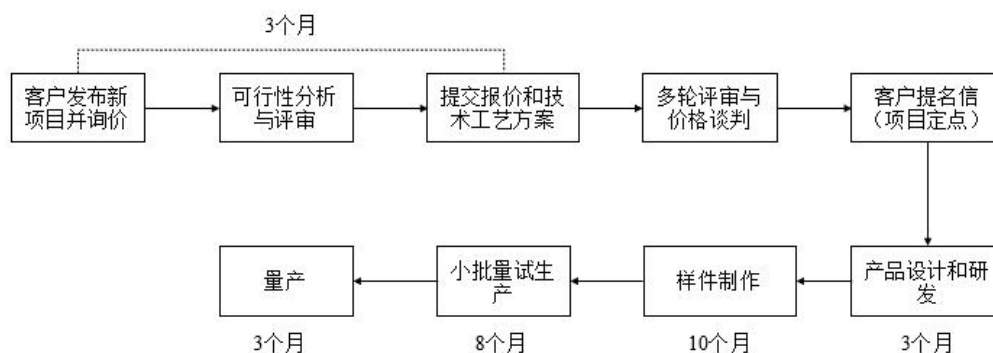 3个月
客户发布新
项目并询价
可行性分析
与评审
提交报价和技
术工艺方案
多轮评审与
价格谈判
客户提名信
（项目定点）
产品设计和研
发
样件制作
小批量试生
产
量产
3个月
10个月
8个月
3个月